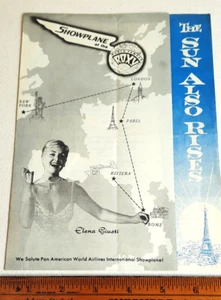 SHOWPLANE
of the
ROXY
THE SUN ALSO RISES
LONDON
NEW YORK
PARIS
RIVIERA
ROME
Elena Giusti
We Salute Pan American World Airlines International Showplane!